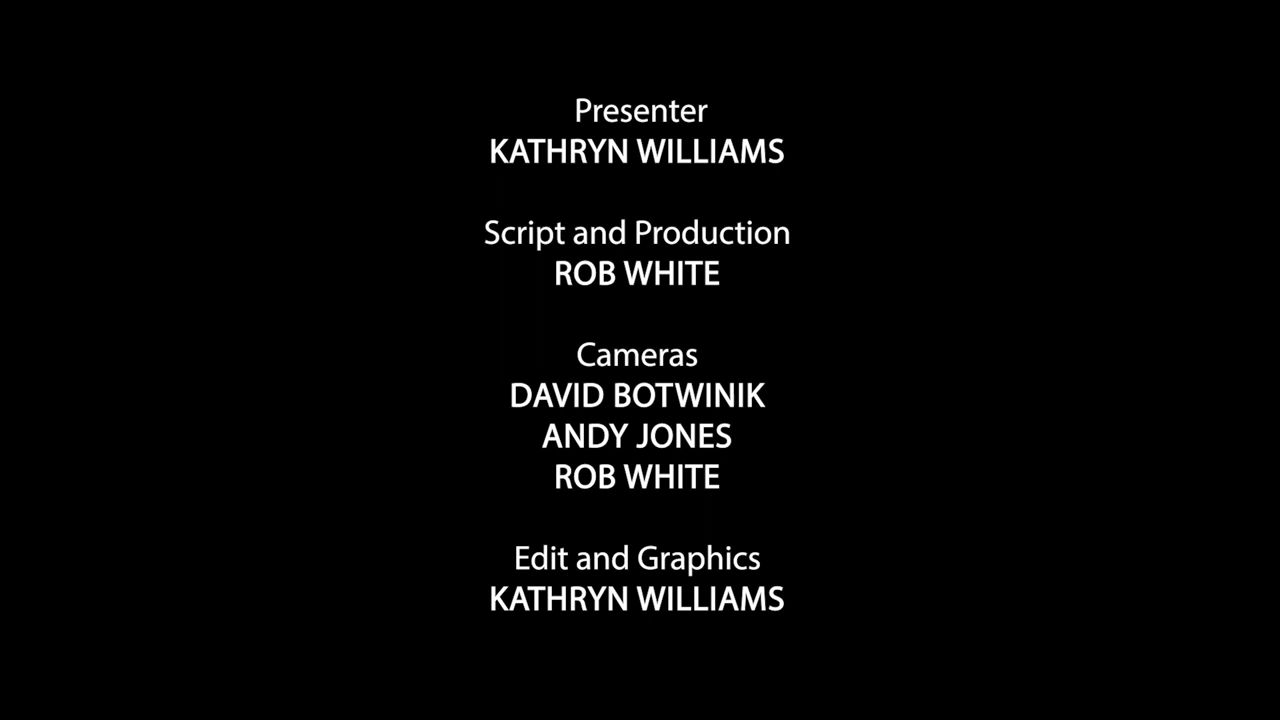 Presenter
KATHRYN WILLIAMS
Script and Production
ROB WHITE
Cameras
DAVID BOTWINIK
ANDY JONES
ROB WHITE
Edit and Graphics
KATHRYN WILLIAMS